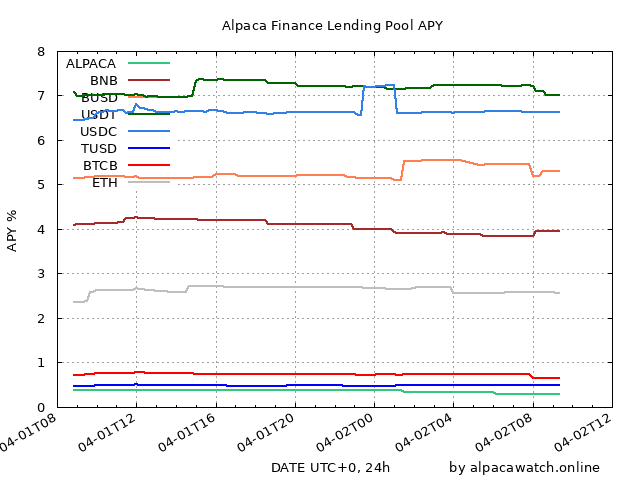 Alpaca Finance Lending Pool APY
8
7
6
5
4
3
2
1
0
APY %
ALPACA
BNB
BUSD
USDT
USDC
TUSD
BTCB
ETH
04-01T08
04-01T12
04-01T16
04-01T20
04-02T00
04-02T04
04-02T08
04-02T12
DATE UTC+0, 24h
by alpacawatch.online